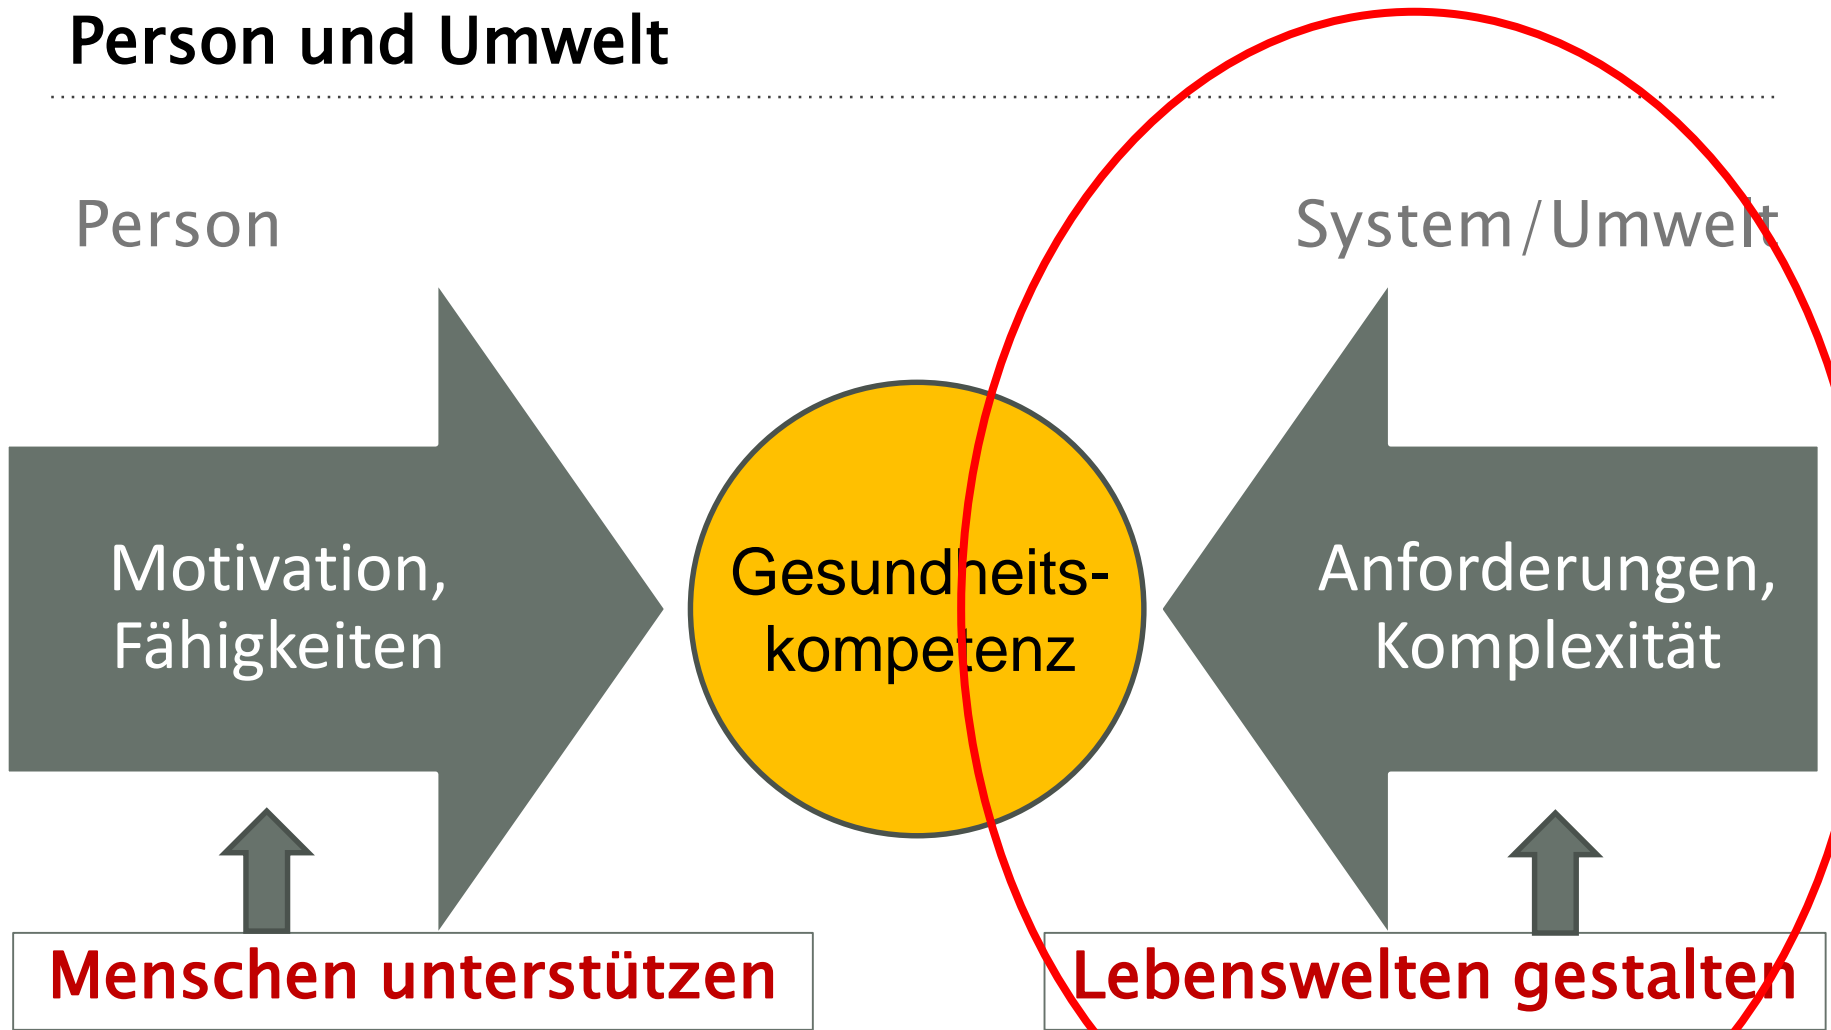 Person und Umwelt
Person
System/Umwelt
Motivation,
Fähigkeiten
Gesundheits-
kompetenz
Anforderungen,
Komplexität
Menschen unterstützen
Lebenswelten gestalten